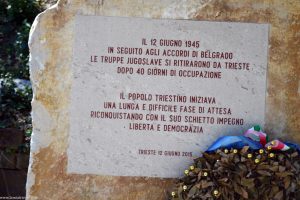 IL 12 GIUGNO 1945
IN SEGUITO AGLI ACCORDI DI BELGRADO
LE TRUPPE JUGOSLAVE SI RITIRARONO DA TRIESTE
DOPO 40 GIORNI DI OCCUPAZIONE
IL POPOLO TRIESTINO INIZIAVA
UNA LUNGA E DIFFICILE FASE DI ATTESA
RICONQUISTANDO CON IL SUO SCHIETTO IMPEGNO
LIBERTÀ E DEMOCRAZIA
TRIESTE 12 GIUGNO 2015